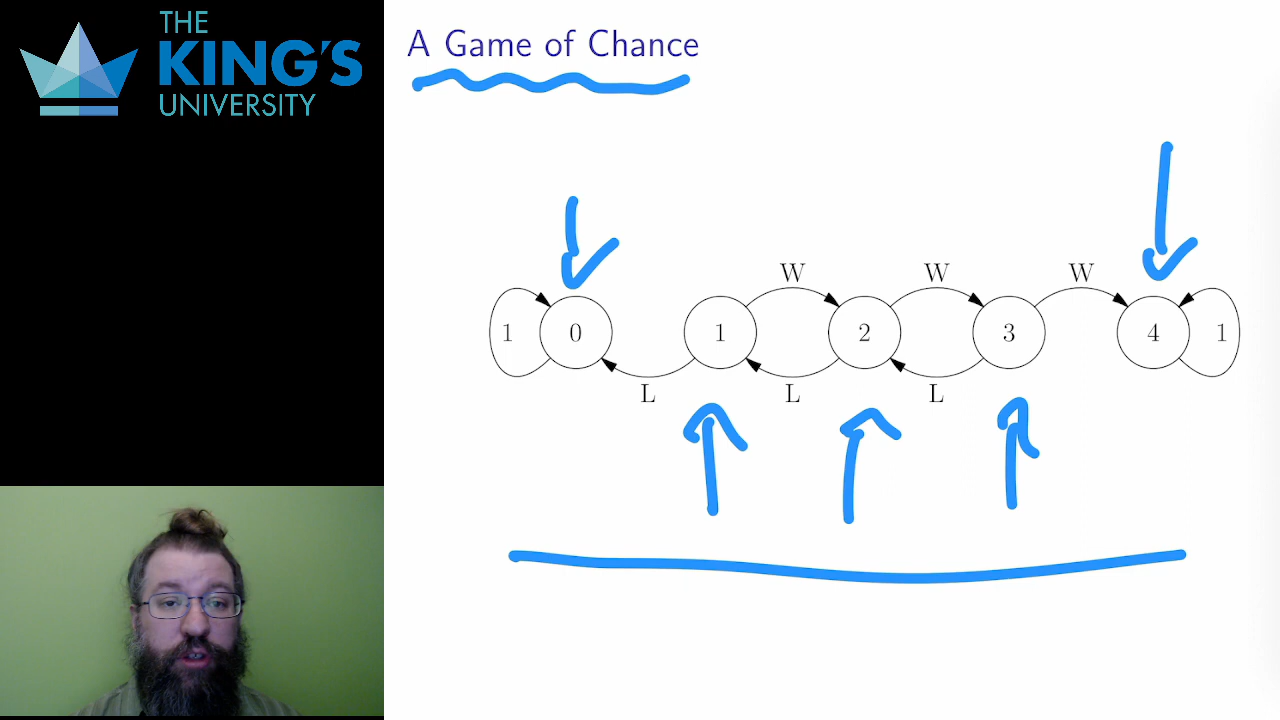 THE
KING'S
UNIVERSITY
A Game of Chance
W W W
1 0 1 2 3 4 1
L L L